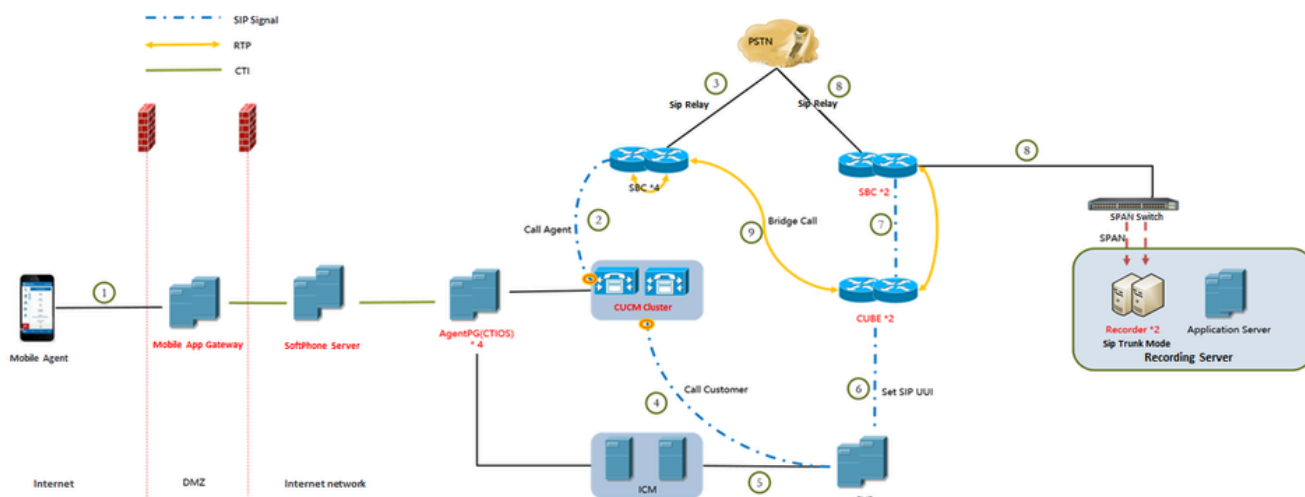 SIP Signal
RTP
CTI
PSTN
3
8
Sip Relay
Sip Relay
8
SBC *4
SBC *2
SPAN Switch
2
Call Agent
9
Bridge Call
7
SPAN
1
CUCM Cluster
CUBE *2
Mobile Agent
Mobile App Gateway
SoftPhone Server
AgentPG(CTIOS)
* 4
Recorder *2
Application Server
Sip Trunk Mode
Recording Server
4
Call Customer
6
Set SIP UUI
5
Internet
DMZ
Internet network
ICM